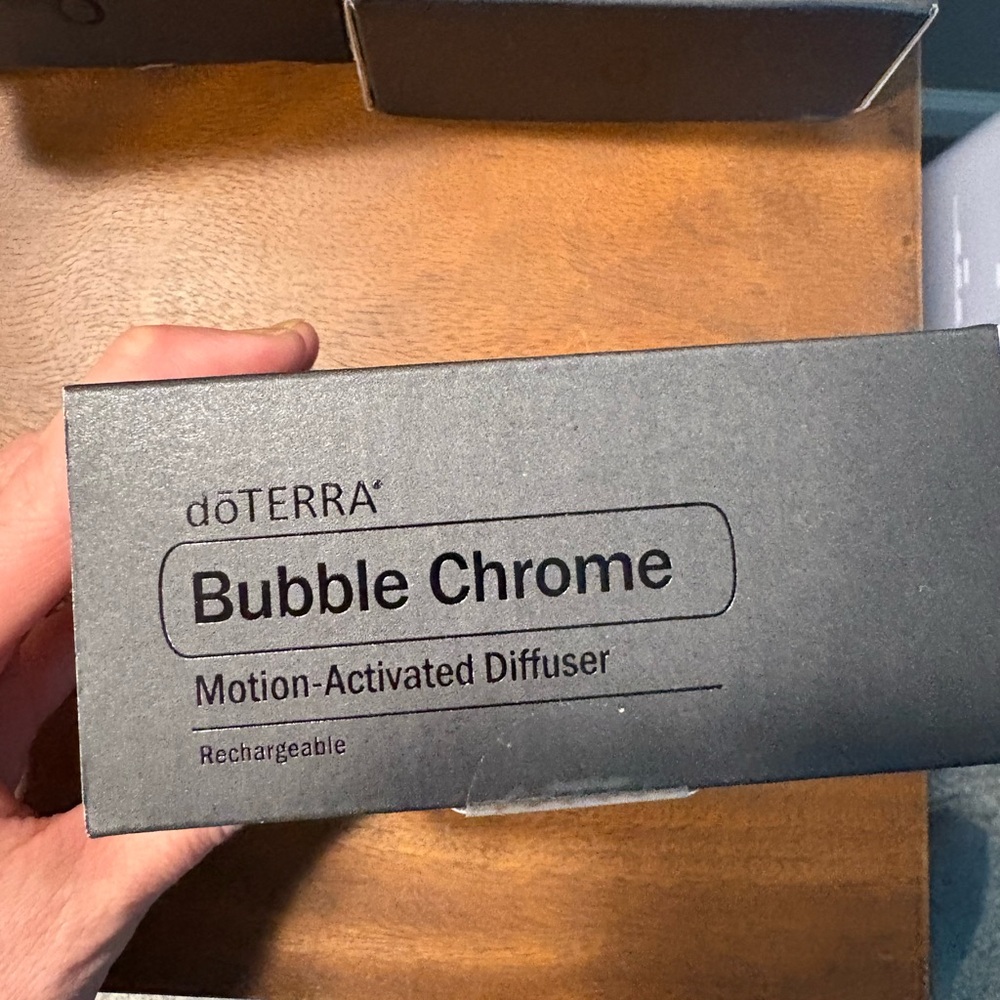 dōTERRA®
Bubble Chrome
Motion-Activated Diffuser
Rechargeable